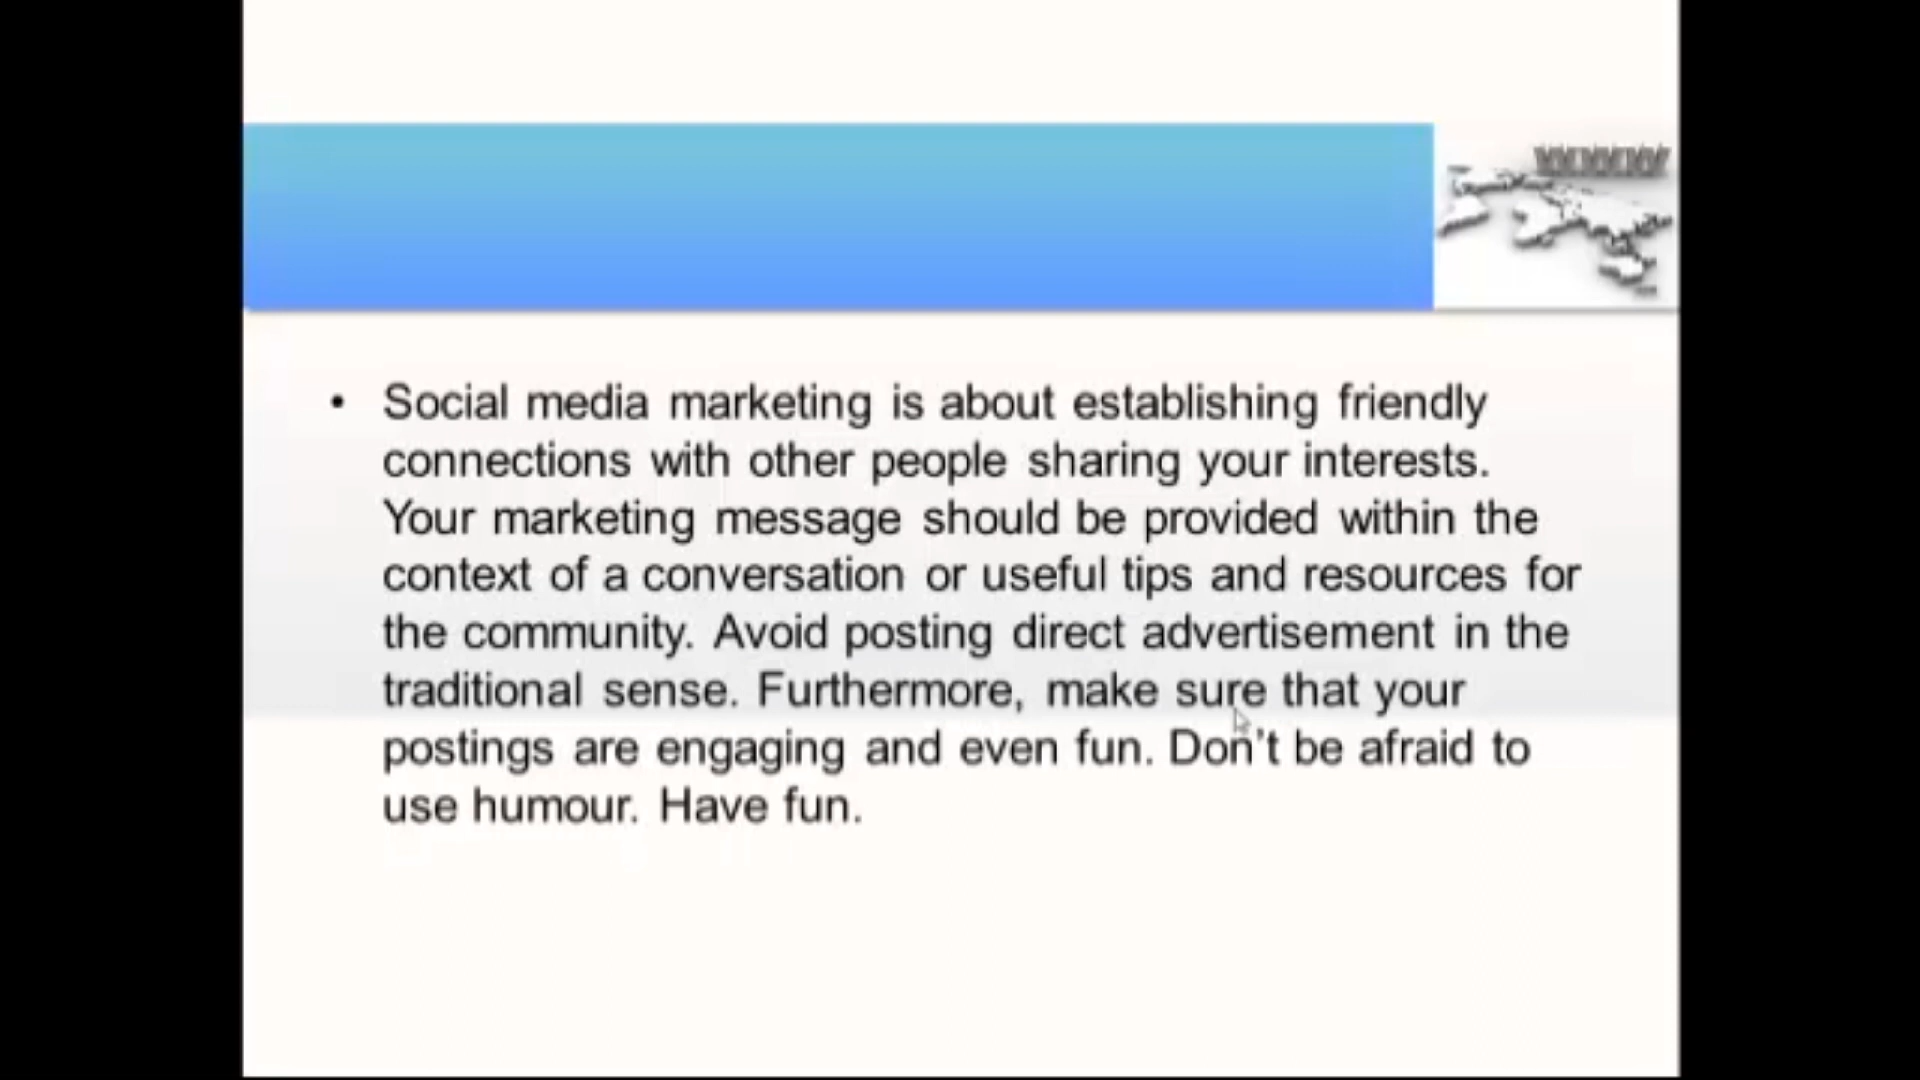 WWW
• Social media marketing is about establishing friendly
connections with other people sharing your interests.
Your marketing message should be provided within the
context of a conversation or useful tips and resources for
the community. Avoid posting direct advertisement in the
traditional sense. Furthermore, make sure that your
postings are engaging and even fun. Don’t be afraid to
use humour. Have fun.